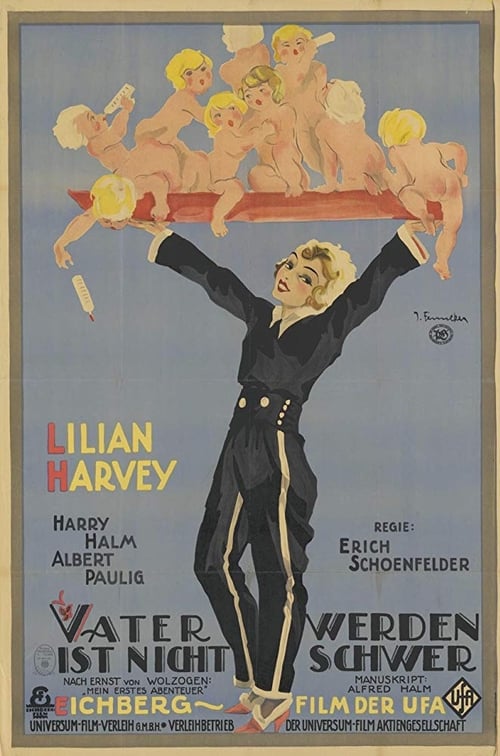 LILIAN
HARVEY
HARRY
HALM
ALBERT
PAULIG
REGIE:
ERICH
SCHOENFELDER
VATER WERDEN
IST NICHT SCHWER
NACH ERNST VON WOLZOGEN:
„MEIN ERSTES ABENTEUER"
MANUSKRIPT:
ALFRED HALM
EICHBERG~FILM DER UFA
UFA
UNIVERSUM-FILM-VERLEIH G.M.B.H. • VERLEIHBETRIEB DER UNIVERSUM-FILM AKTIENGESELLSCHAFT